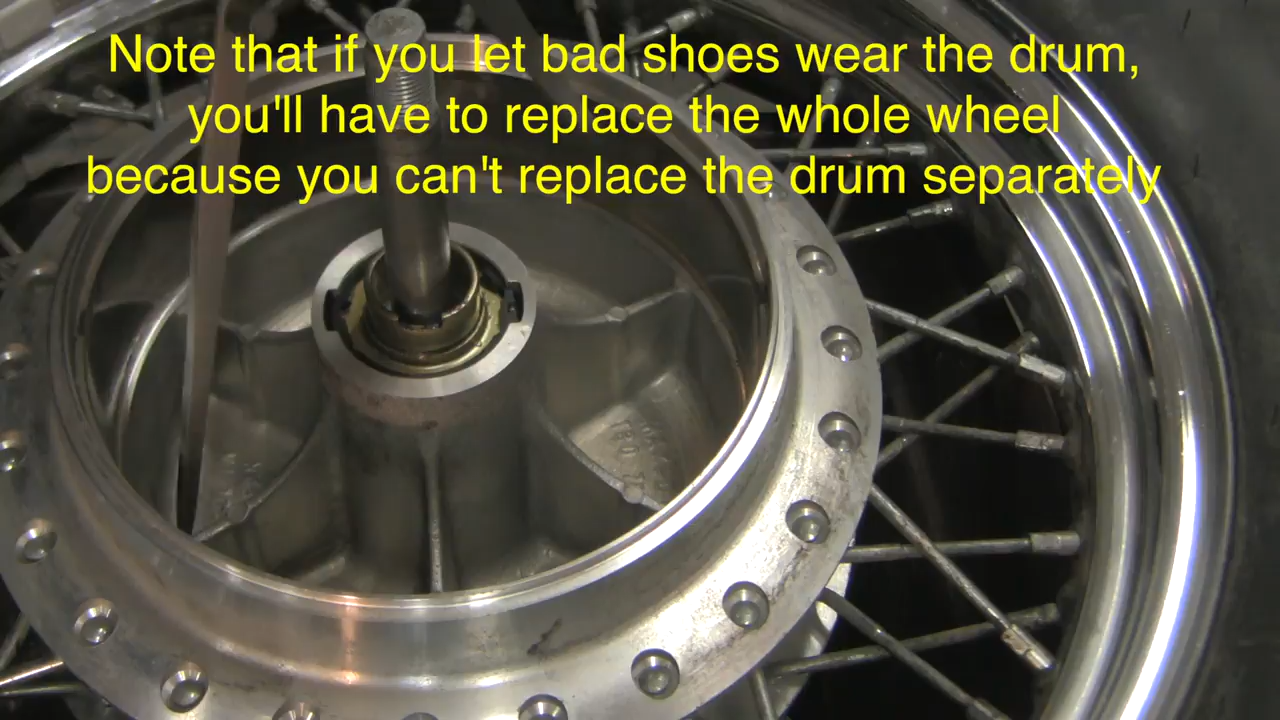 Note that if you let bad shoes wear the drum,
you'll have to replace the whole wheel
because you can't replace the drum separately